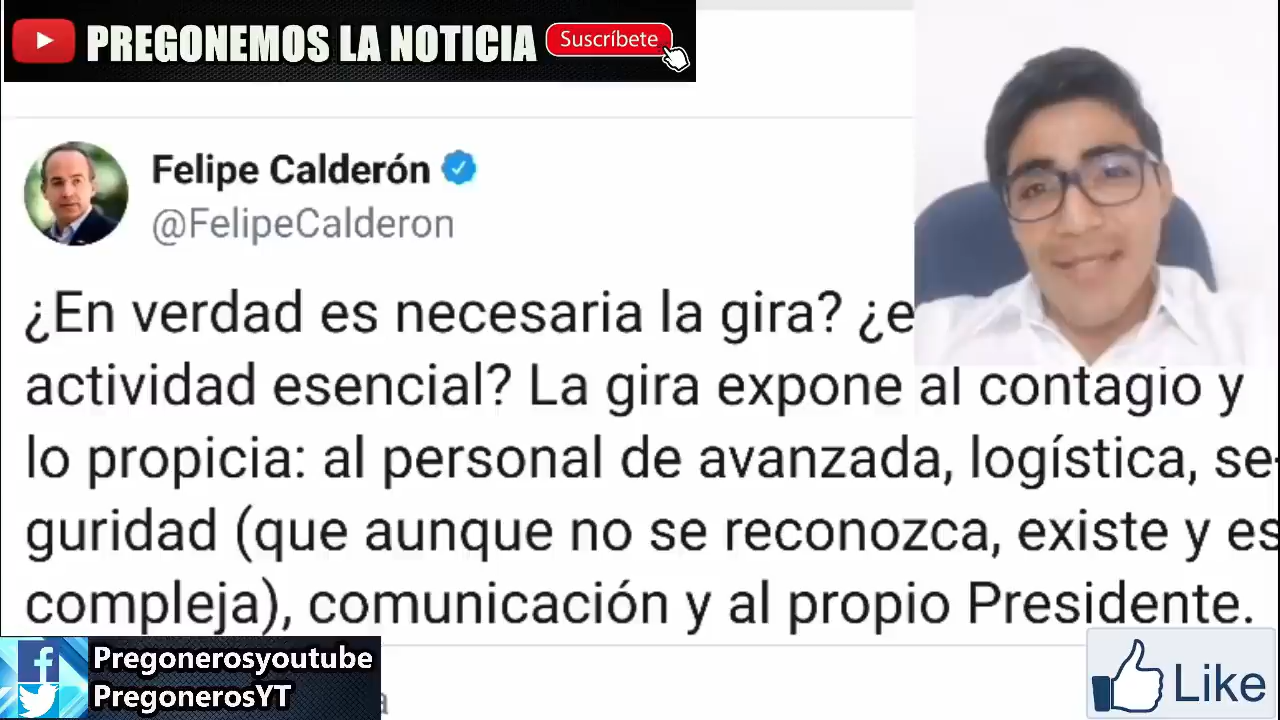 PREGONEMOS LA NOTICIA
Suscríbete
Felipe Calderón
@FelipeCalderon
¿En verdad es necesaria la gira? ¿e
actividad esencial? La gira expone al contagio y
lo propicia: al personal de avanzada, logística, se-
guridad (que aunque no se reconozca, existe y es
compleja), comunicación y al propio Presidente.
Pregonerosyoutube
PregonerosYT
Like